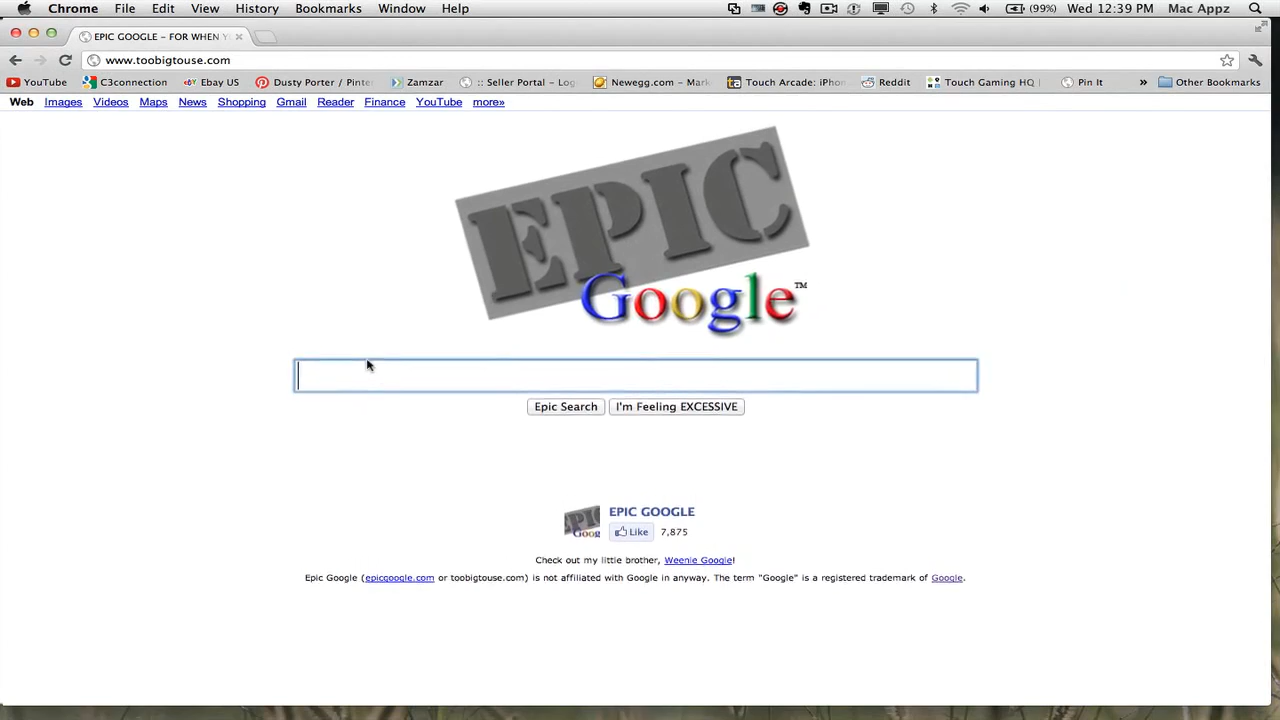 Chrome File Edit View History Bookmarks Window Help (99%) Wed 12:39 PM Mac Appz
EPIC GOOGLE – FOR WHEN Y
www.toobigtouse.com
YouTube C3connection Ebay US Dusty Porter / Pinter Zamzar :: Seller Portal - Log Newegg.com - Mark Touch Arcade: iPhon Reddit Touch Gaming HQ Pin It » Other Bookmarks
Web Images Videos Maps News Shopping Gmail Reader Finance YouTube more»
EPIC
Google™
Epic Search I'm Feeling EXCESSIVE
EPIC Goog
EPIC GOOGLE
Like 7,875
Check out my little brother, Weenie Google!
Epic Google (epicgoogle.com or toobigtouse.com) is not affiliated with Google in anyway. The term "Google" is a registered trademark of Google.